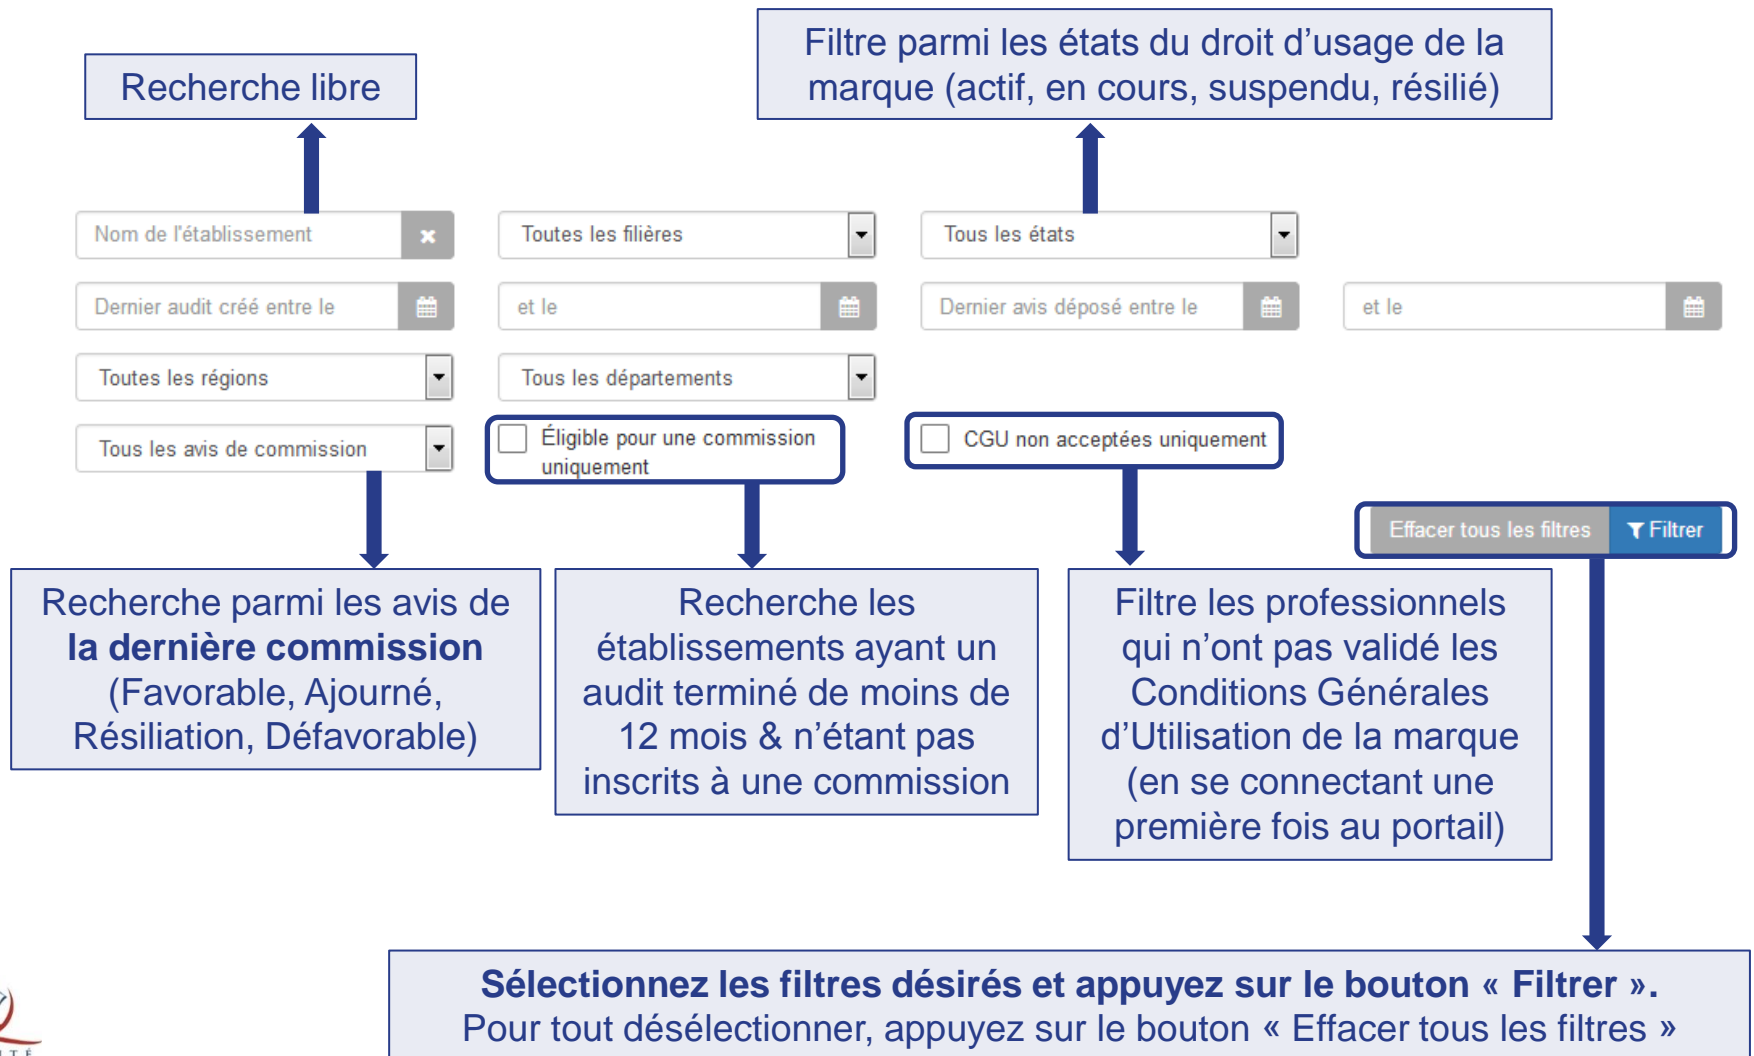 Recherche libre
Filtre parmi les états du droit d’usage de la
marque (actif, en cours, suspendu, résilié)
Nom de l'établissement
Toutes les filières
Tous les états
Dernier audit créé entre le
et le
Dernier avis déposé entre le
et le
Toutes les régions
Tous les départements
Tous les avis de commission
Éligible pour une commission
uniquement
CGU non acceptées uniquement
Effacer tous les filtres
Filtrer
Recherche parmi les avis de
la dernière commission
(Favorable, Ajourné,
Résiliation, Défavorable)
Recherche les
établissements ayant un
audit terminé de moins de
12 mois & n’étant pas
inscrits à une commission
Filtre les professionnels
qui n’ont pas validé les
Conditions Générales
d’Utilisation de la marque
(en se connectant une
première fois au portail)
Sélectionnez les filtres désirés et appuyez sur le bouton « Filtrer ».
Pour tout désélectionner, appuyez sur le bouton « Effacer tous les filtres »